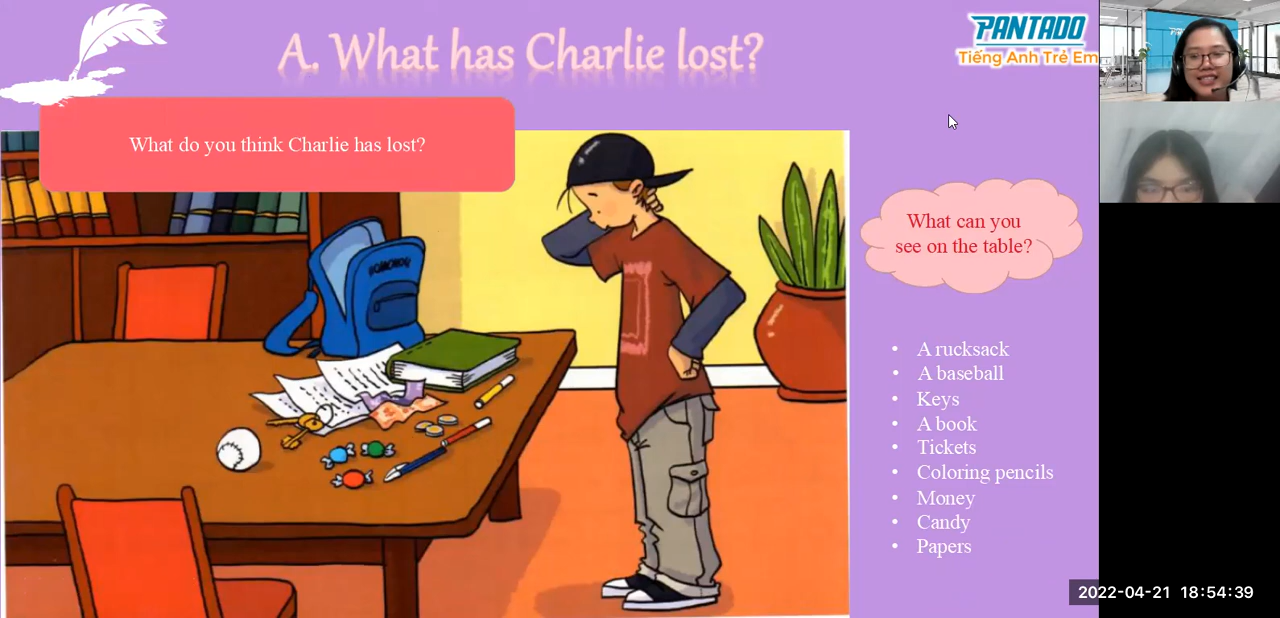 A. What has Charlie lost?
PANTADO
Tiếng Anh Trẻ Em
What do you think Charlie has lost?
What can you
see on the table?
• A rucksack
• A baseball
• Keys
• A book
• Tickets
• Coloring pencils
• Money
• Candy
• Papers
2022-04-21 18:54:39